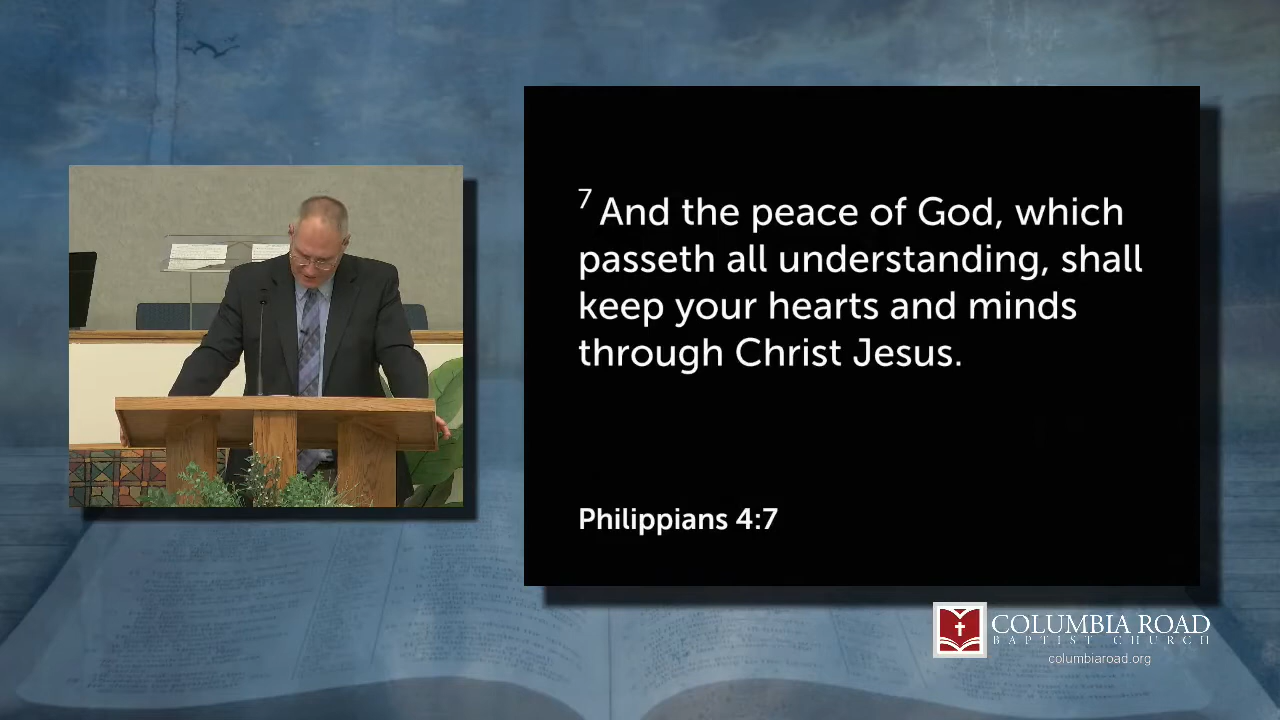 7 And the peace of God, which
passeth all understanding, shall
keep your hearts and minds
through Christ Jesus.
Philippians 4:7
COLUMBIA ROAD
BAPTIST CHURCH
columbiaroad.org